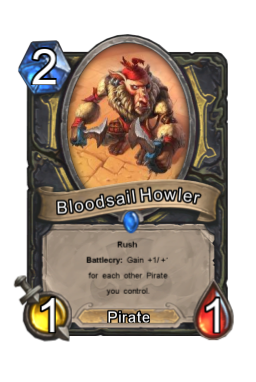 2
Bloodsail Howler
Rush
Battlecry: Gain +1/+
for each other Pirate
you control.
1
Pirate
1